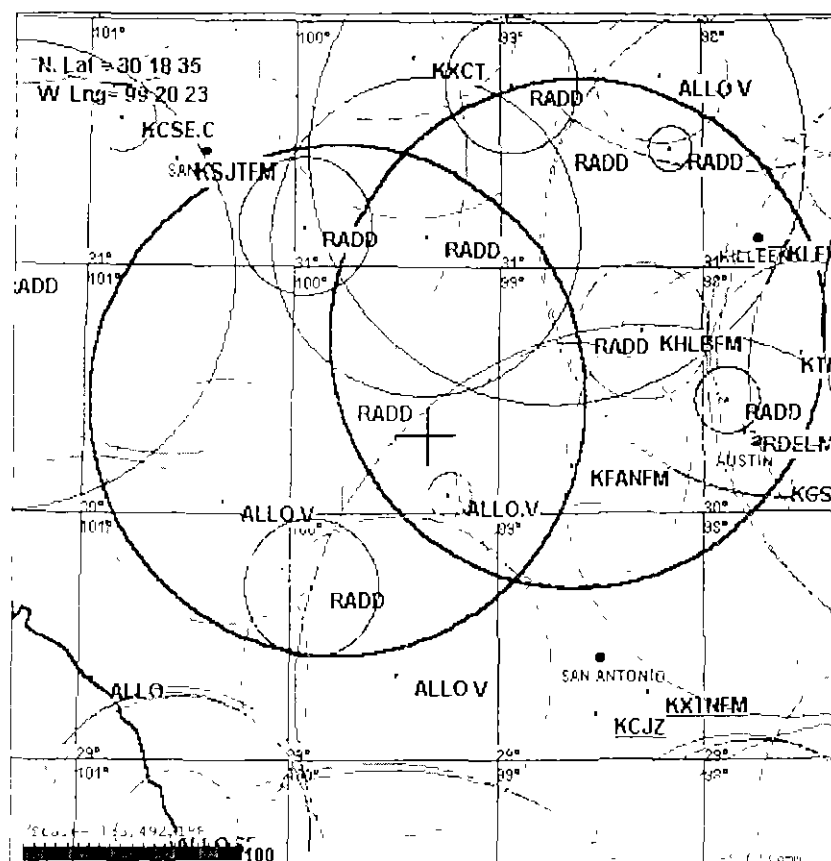 101° 100 99 98
N. Lat = 30 18 35
W. Lng= 99 20 23
KXCT
RADD
ALLO.V
KCSE.C
SAN
KSJTFM
RADD
RADD
RADD
RADD
KILLEEN
31° 31° 31° 31°
101° 100 99 98
RADD
RADD
KHLBFM
RADD
RADD
RDEL
AUSTIN
KFANFM
KGS
ALLO.V
ALLO.V
30° 30° 30°
101° 100° 99 98
RADD
SAN ANTONIO
ALLO
ALLO.V
KXTNFM
KCJZ
29° 29° 29° 29°
101° 100° 99° 98°
100